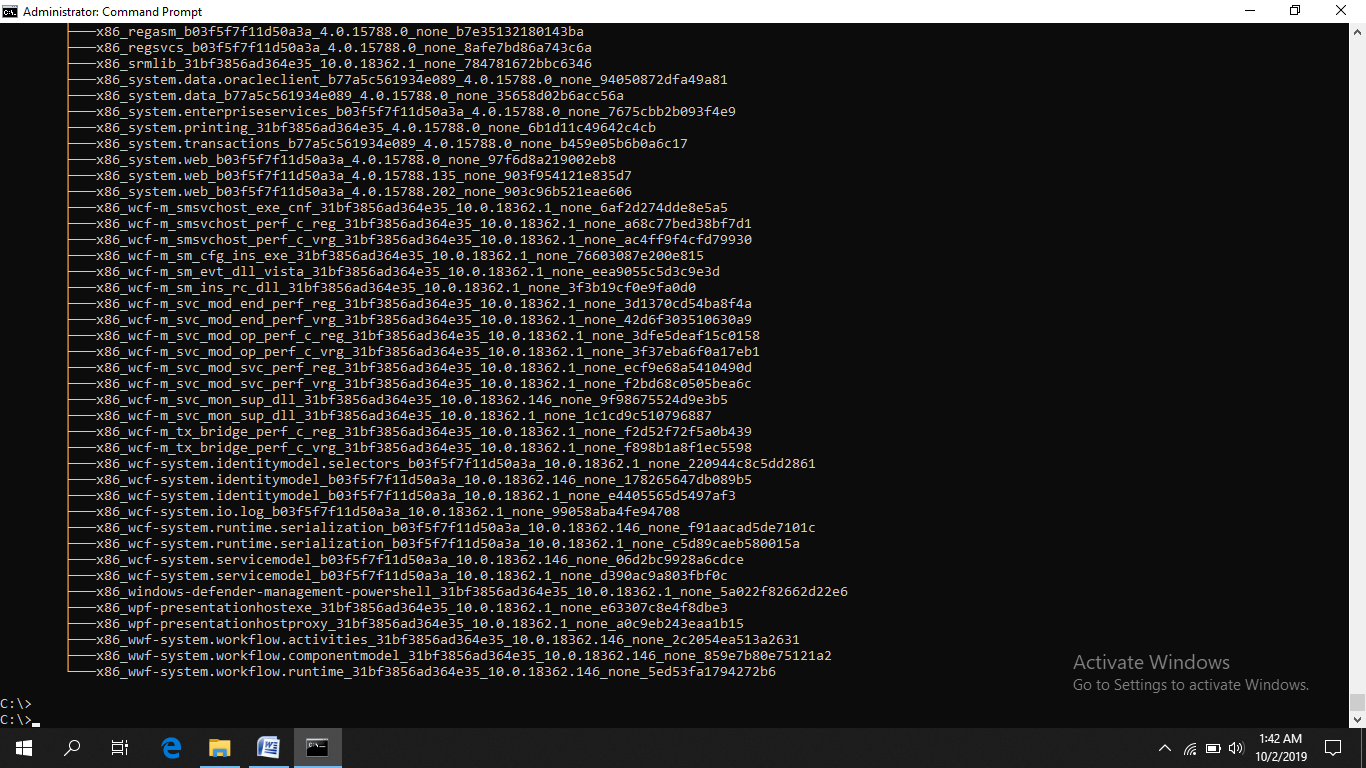 Administrator: Command Prompt
├───x86_regasm_b03f5f7f11d50a3a_4.0.15788.0_none_b7e35132180143ba
├───x86_regsvcs_b03f5f7f11d50a3a_4.0.15788.0_none_8afe7bd86a743c6a
├───x86_srmlib_31bf3856ad364e35_10.0.18362.1_none_784781672bbc6346
├───x86_system.data.oracleclient_b77a5c561934e089_4.0.15788.0_none_94050872dfa49a81
├───x86_system.data_b77a5c561934e089_4.0.15788.0_none_35658d02b6acc56a
├───x86_system.enterpriseservices_b03f5f7f11d50a3a_4.0.15788.0_none_7675cbb2b093f4e9
├───x86_system.printing_31bf3856ad364e35_4.0.15788.0_none_6b1d11c49642c4cb
├───x86_system.transactions_b77a5c561934e089_4.0.15788.0_none_b459e05b6b0a6c17
├───x86_system.web_b03f5f7f11d50a3a_4.0.15788.0_none_97f6d8a219002eb8
├───x86_system.web_b03f5f7f11d50a3a_4.0.15788.135_none_903f954121e835d7
├───x86_system.web_b03f5f7f11d50a3a_4.0.15788.202_none_903c96b521eae606
├───x86_wcf-m_smsvchost_exe_cnf_31bf3856ad364e35_10.0.18362.1_none_6af2d274dde8e5a5
├───x86_wcf-m_smsvchost_perf_c_reg_31bf3856ad364e35_10.0.18362.1_none_a68c77bed38bf7d1
├───x86_wcf-m_smsvchost_perf_c_vrg_31bf3856ad364e35_10.0.18362.1_none_ac4ff9f4cfd79930
├───x86_wcf-m_sm_cfg_ins_exe_31bf3856ad364e35_10.0.18362.1_none_76603087e200e815
├───x86_wcf-m_sm_evt_dll_vista_31bf3856ad364e35_10.0.18362.1_none_eea9055c5d3c9e3d
├───x86_wcf-m_sm_ins_rc_dll_31bf3856ad364e35_10.0.18362.1_none_3f3b19cf0e9fa0d0
├───x86_wcf-m_svc_mod_end_perf_reg_31bf3856ad364e35_10.0.18362.1_none_3d1370cd54ba8f4a
├───x86_wcf-m_svc_mod_end_perf_vrg_31bf3856ad364e35_10.0.18362.1_none_42d6f303510630a9
├───x86_wcf-m_svc_mod_op_perf_c_reg_31bf3856ad364e35_10.0.18362.1_none_3dfe5deaf15c0158
├───x86_wcf-m_svc_mod_op_perf_c_vrg_31bf3856ad364e35_10.0.18362.1_none_3f37eba6f0a17eb1
├───x86_wcf-m_svc_mod_svc_perf_reg_31bf3856ad364e35_10.0.18362.1_none_ecf9e68a5410490d
├───x86_wcf-m_svc_mod_svc_perf_vrg_31bf3856ad364e35_10.0.18362.1_none_f2bd68c0505bea6c
├───x86_wcf-m_svc_mon_sup_dll_31bf3856ad364e35_10.0.18362.146_none_9f98675524d9e3b5
├───x86_wcf-m_svc_mon_sup_dll_31bf3856ad364e35_10.0.18362.1_none_1c1cd9c510796887
├───x86_wcf-m_tx_bridge_perf_c_reg_31bf3856ad364e35_10.0.18362.1_none_f2d52f72f5a0b439
├───x86_wcf-m_tx_bridge_perf_c_vrg_31bf3856ad364e35_10.0.18362.1_none_f898b1a8f1ec5598
├───x86_wcf-system.identitymodel.selectors_b03f5f7f11d50a3a_10.0.18362.1_none_220944c8c5dd2861
├───x86_wcf-system.identitymodel_b03f5f7f11d50a3a_10.0.18362.146_none_178265647db089b5
├───x86_wcf-system.identitymodel_b03f5f7f11d50a3a_10.0.18362.1_none_e4405565d5497af3
├───x86_wcf-system.io.log_b03f5f7f11d50a3a_10.0.18362.1_none_99058aba4fe94708
├───x86_wcf-system.runtime.serialization_b03f5f7f11d50a3a_10.0.18362.146_none_f91aacad5de7101c
├───x86_wcf-system.runtime.serialization_b03f5f7f11d50a3a_10.0.18362.1_none_c5d89caeb580015a
├───x86_wcf-system.servicemodel_b03f5f7f11d50a3a_10.0.18362.146_none_06d2bc9928a6cdce
├───x86_wcf-system.servicemodel_b03f5f7f11d50a3a_10.0.18362.1_none_d390ac9a803fbf0c
├───x86_windows-defender-management-powershell_31bf3856ad364e35_10.0.18362.1_none_5a022f82662d22e6
├───x86_wpf-presentationhostexe_31bf3856ad364e35_10.0.18362.1_none_e63307c8e4f8dbe3
├───x86_wpf-presentationhostproxy_31bf3856ad364e35_10.0.18362.1_none_a0c9eb243eaa1b15
├───x86_wwf-system.workflow.activities_31bf3856ad364e35_10.0.18362.146_none_2c2054ea513a2631
├───x86_wwf-system.workflow.componentmodel_31bf3856ad364e35_10.0.18362.146_none_859e7b80e75121a2
└───x86_wwf-system.workflow.runtime_31bf3856ad364e35_10.0.18362.146_none_5ed53fa1794272b6
Activate Windows
Go to Settings to activate Windows.
C:\>
C:\>
1:42 AM
10/2/2019